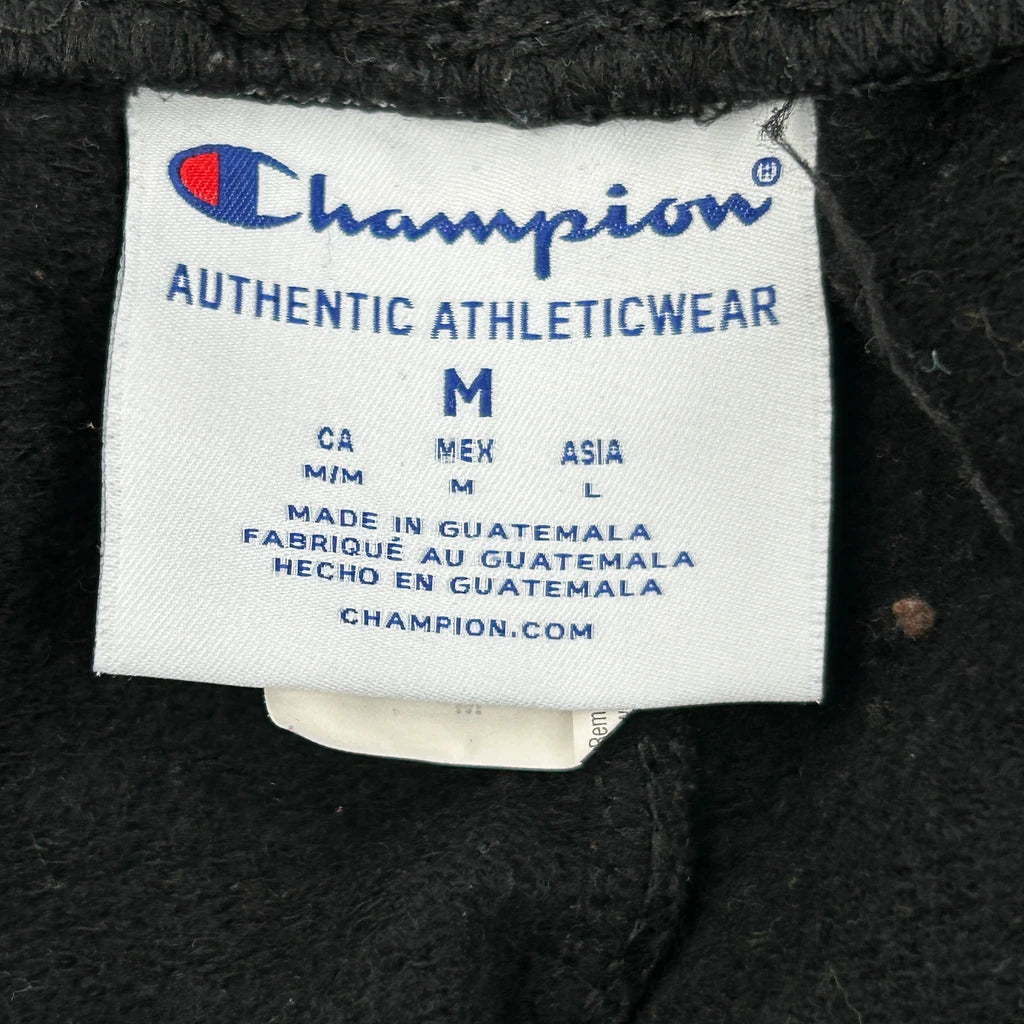 Champion®
AUTHENTIC ATHLETICWEAR
M
CA MEX ASIA
M/M M L
MADE IN GUATEMALA
FABRIQUÉ AU GUATEMALA
HECHO EN GUATEMALA
CHAMPION.COM